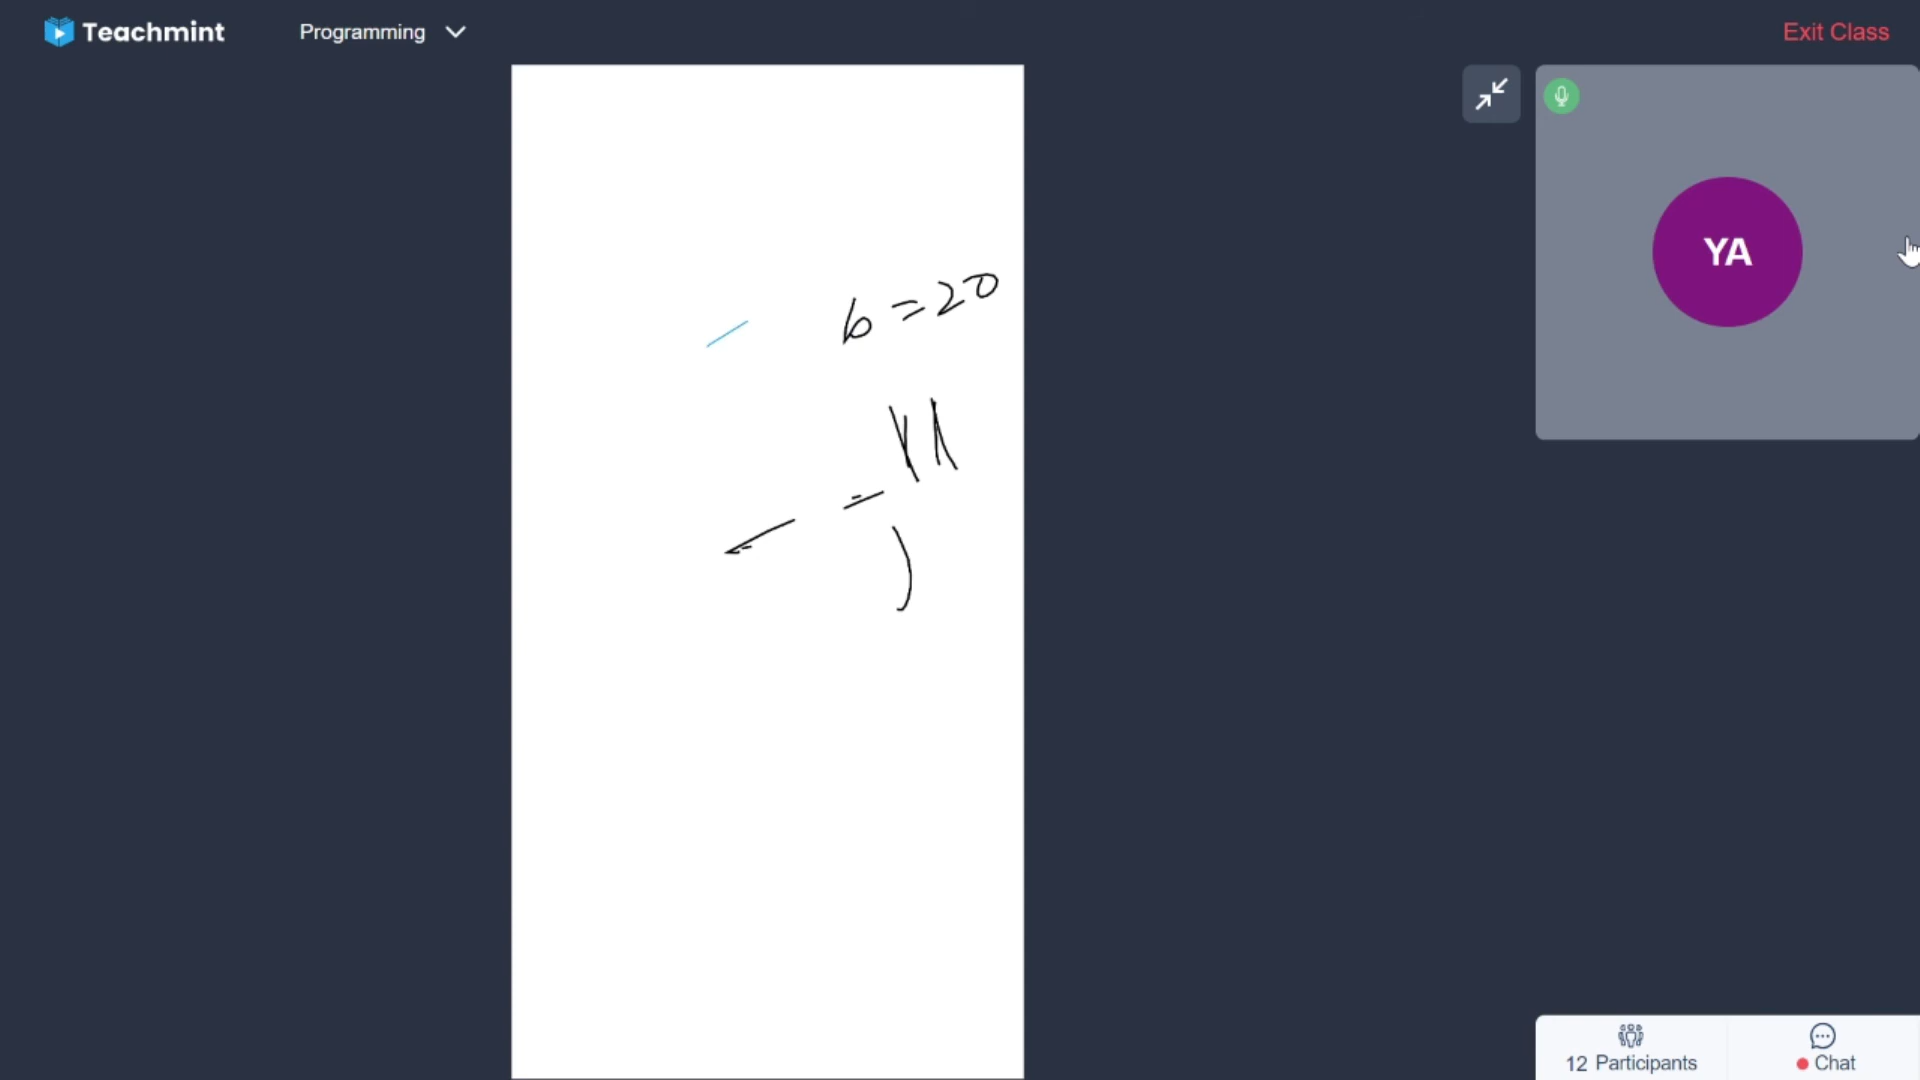 Teachmint
Programming
Exit Class
YA
b = 20
12 Participants
Chat